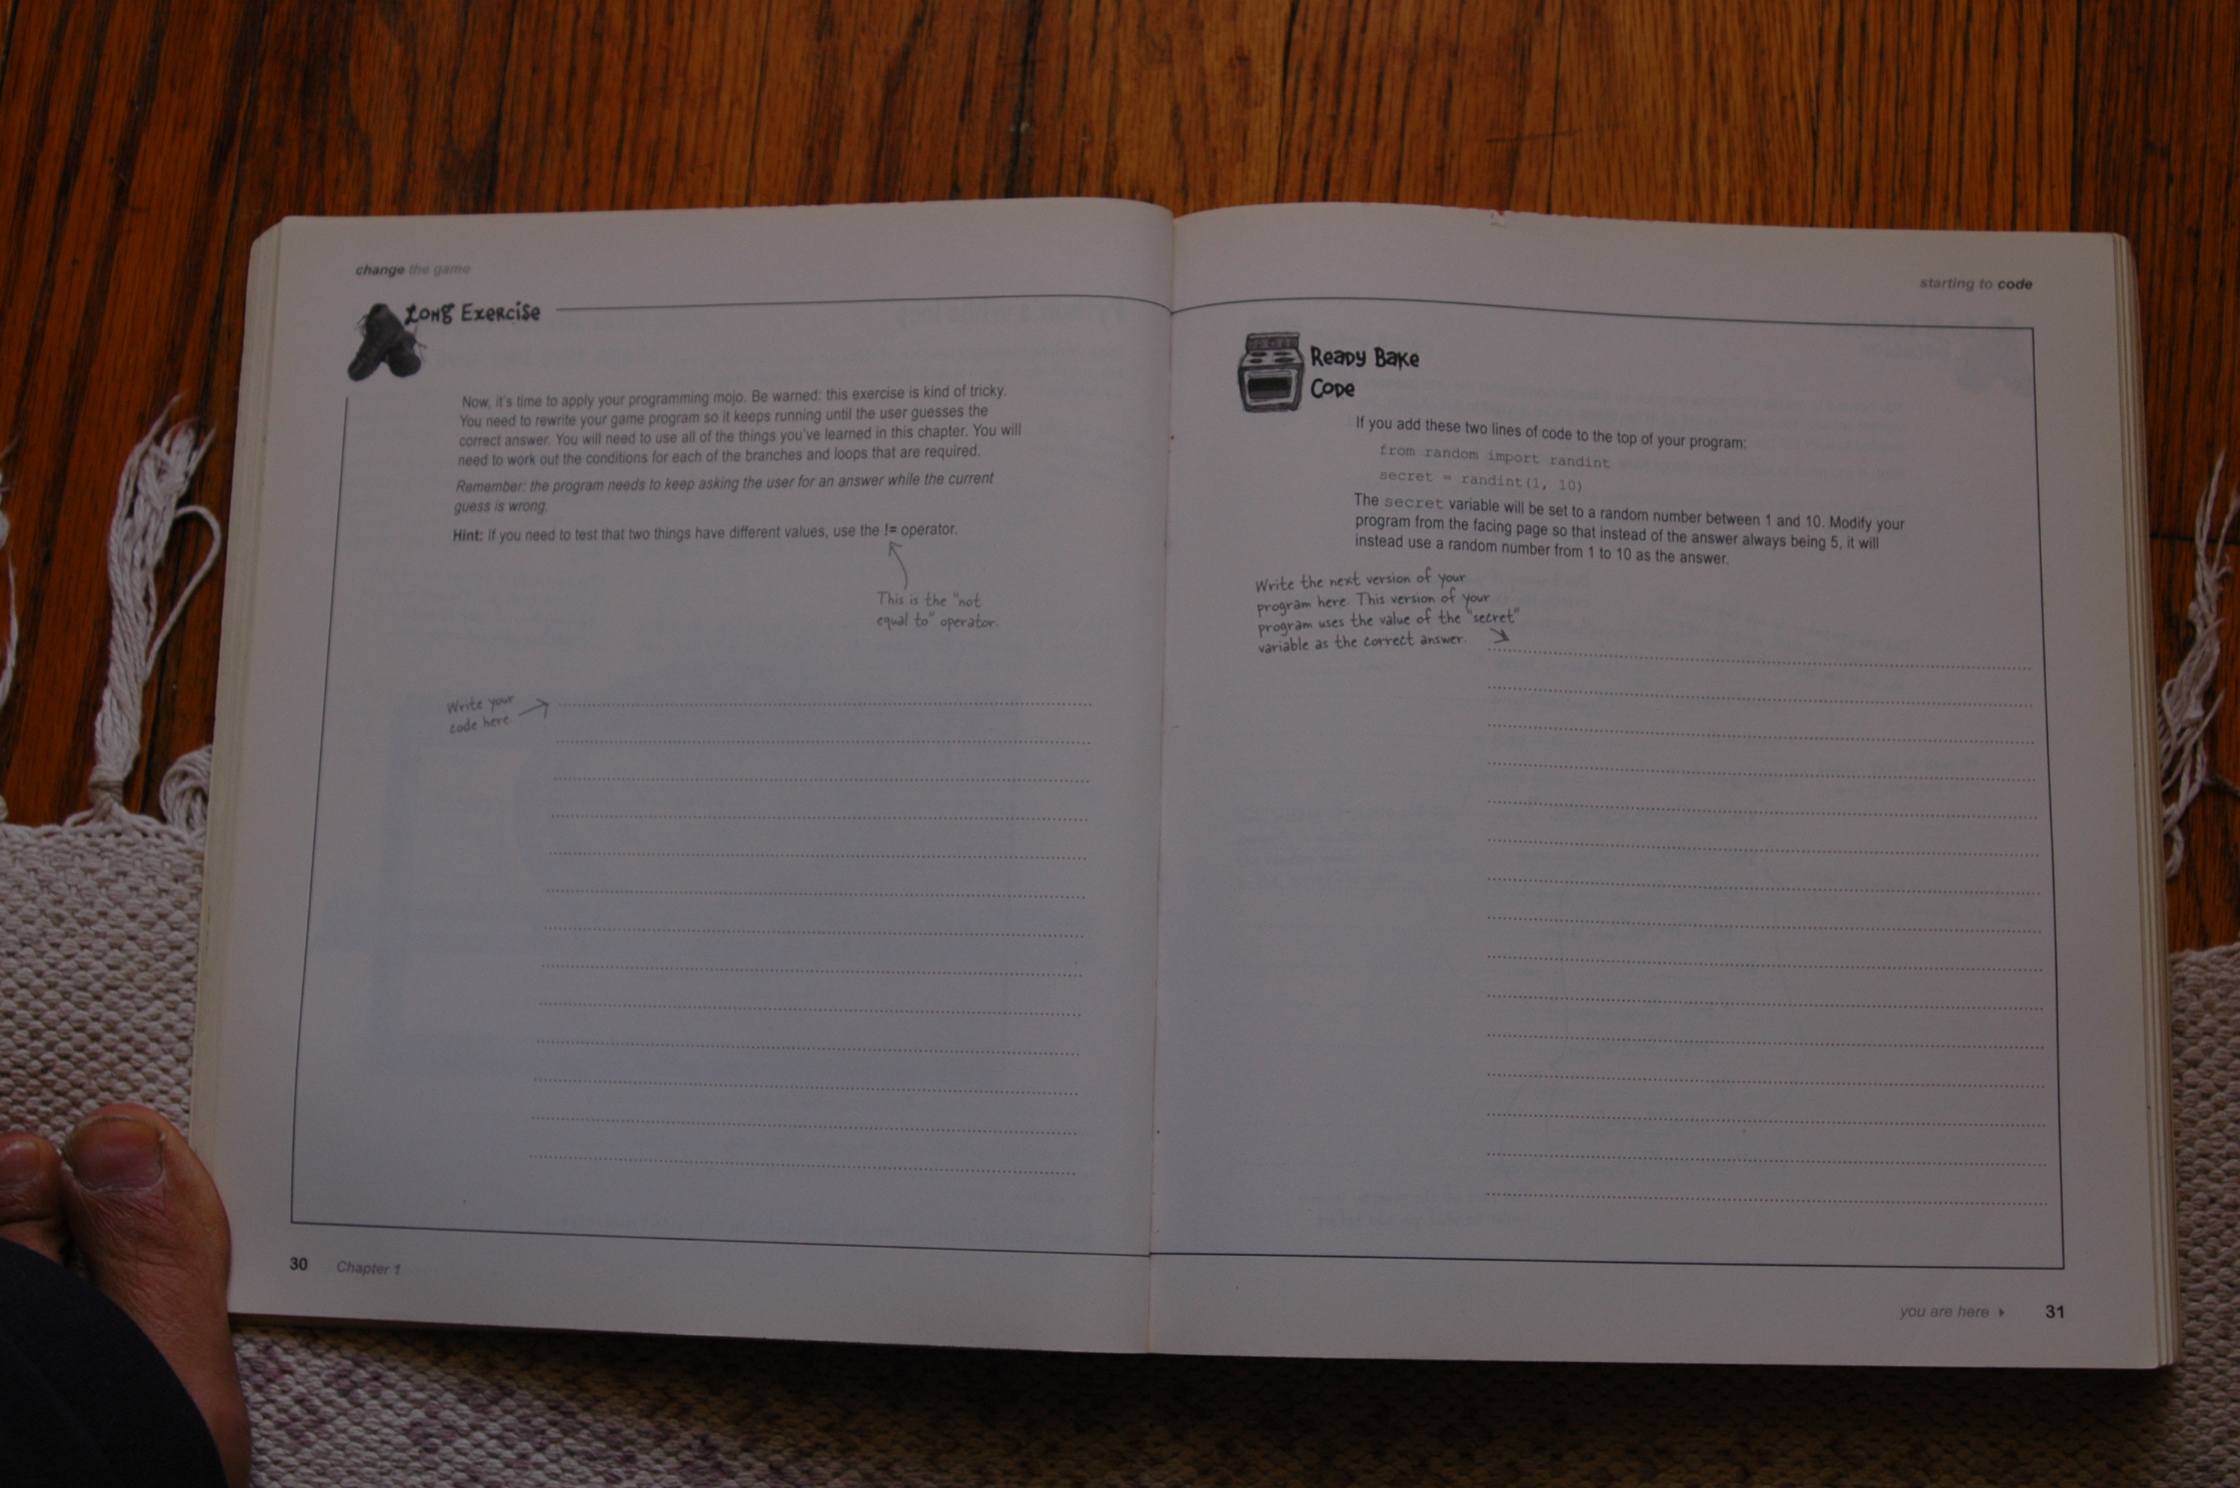 change the game
Long Exercise
Now, it's time to apply your programming mojo. Be warned: this exercise is kind of tricky.
You need to rewrite your game program so it keeps running until the user guesses the
correct answer. You will need to use all of the things you've learned in this chapter. You will
need to work out the conditions for each of the branches and loops that are required.
Remember: the program needs to keep asking the user for an answer while the current
guess is wrong.
Hint: If you need to test that two things have different values, use the != operator.
This is the "not
equal to" operator.
Write your
code here
30 Chapter 1
starting to code
Ready Bake
Code
If you add these two lines of code to the top of your program:
from random import randint
secret = randint(1, 10)
The secret variable will be set to a random number between 1 and 10. Modify your
program from the facing page so that instead of the answer always being 5, it will
instead use a random number from 1 to 10 as the answer.
Write the next version of your
program here. This version of your
program uses the value of the "secret"
variable as the correct answer.
you are here ▸ 31